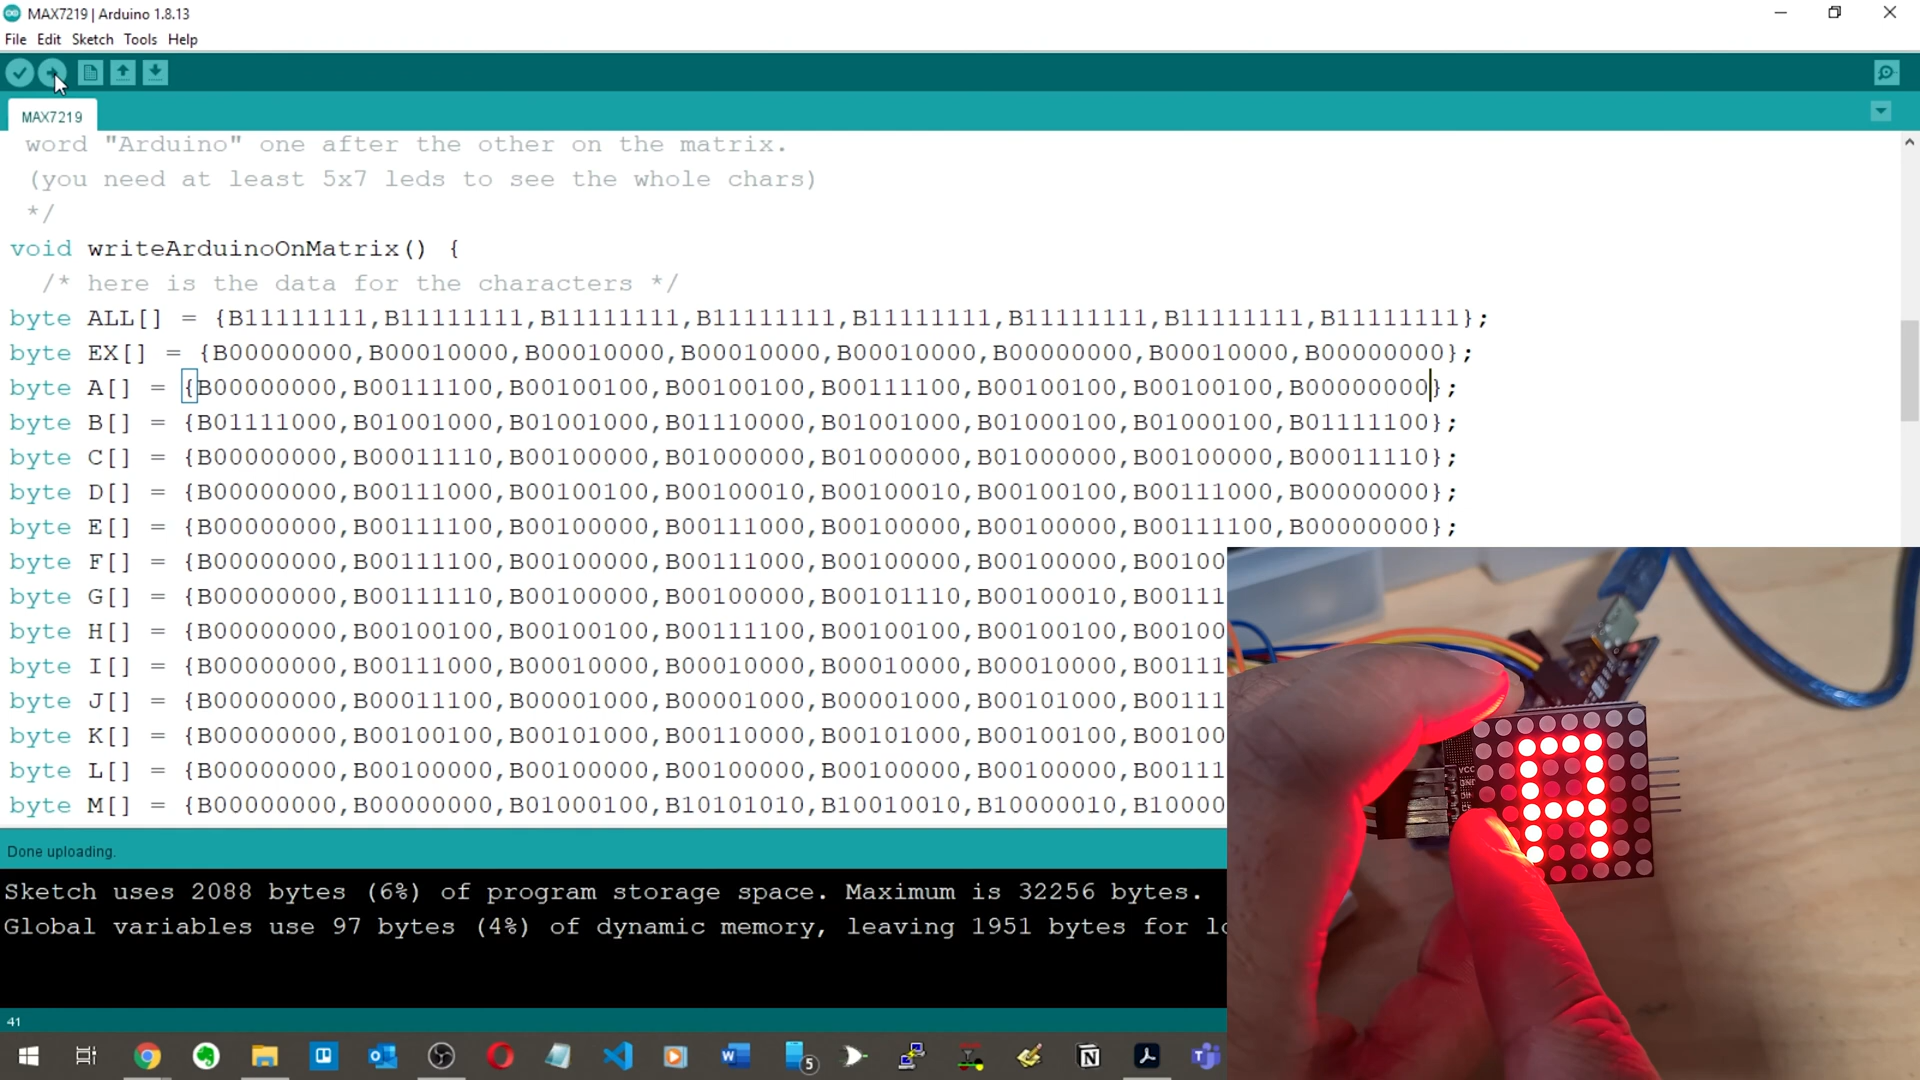 MAX7219 | Arduino 1.8.13
File Edit Sketch Tools Help
MAX7219
word "Arduino" one after the other on the matrix.
(you need at least 5x7 leds to see the whole chars)
*/
void writeArduinoOnMatrix() {
/* here is the data for the characters */
byte ALL[] = {B11111111,B11111111,B11111111,B11111111,B11111111,B11111111,B11111111,B11111111};
byte EX[] = {B00000000,B00010000,B00010000,B00010000,B00010000,B00000000,B00010000,B00000000};
byte A[] = {B00000000,B00111100,B00100100,B00100100,B00111100,B00100100,B00100100,B00000000};
byte B[] = {B01111000,B01001000,B01001000,B01110000,B01001000,B01000100,B01000100,B01111100};
byte C[] = {B00000000,B00011110,B00100000,B01000000,B01000000,B01000000,B00100000,B00011110};
byte D[] = {B00000000,B00111000,B00100100,B00100010,B00100010,B00100100,B00111000,B00000000};
byte E[] = {B00000000,B00111100,B00100000,B00111000,B00100000,B00100000,B00111100,B00000000};
byte F[] = {B00000000,B00111100,B00100000,B00111000,B00100000,B00100000,B00100
byte G[] = {B00000000,B00111110,B00100000,B00100000,B00101110,B00100010,B00111
byte H[] = {B00000000,B00100100,B00100100,B00111100,B00100100,B00100100,B00100
byte I[] = {B00000000,B00111000,B00010000,B00010000,B00010000,B00010000,B00111
byte J[] = {B00000000,B00011100,B00001000,B00001000,B00001000,B00101000,B00111
byte K[] = {B00000000,B00100100,B00101000,B00110000,B00101000,B00100100,B00100
byte L[] = {B00000000,B00100000,B00100000,B00100000,B00100000,B00100000,B00111
byte M[] = {B00000000,B00000000,B01000100,B10101010,B10010010,B10000010,B10000
Done uploading.
Sketch uses 2088 bytes (6%) of program storage space. Maximum is 32256 bytes.
Global variables use 97 bytes (4%) of dynamic memory, leaving 1951 bytes for lo
41
VCC
GND
A
5